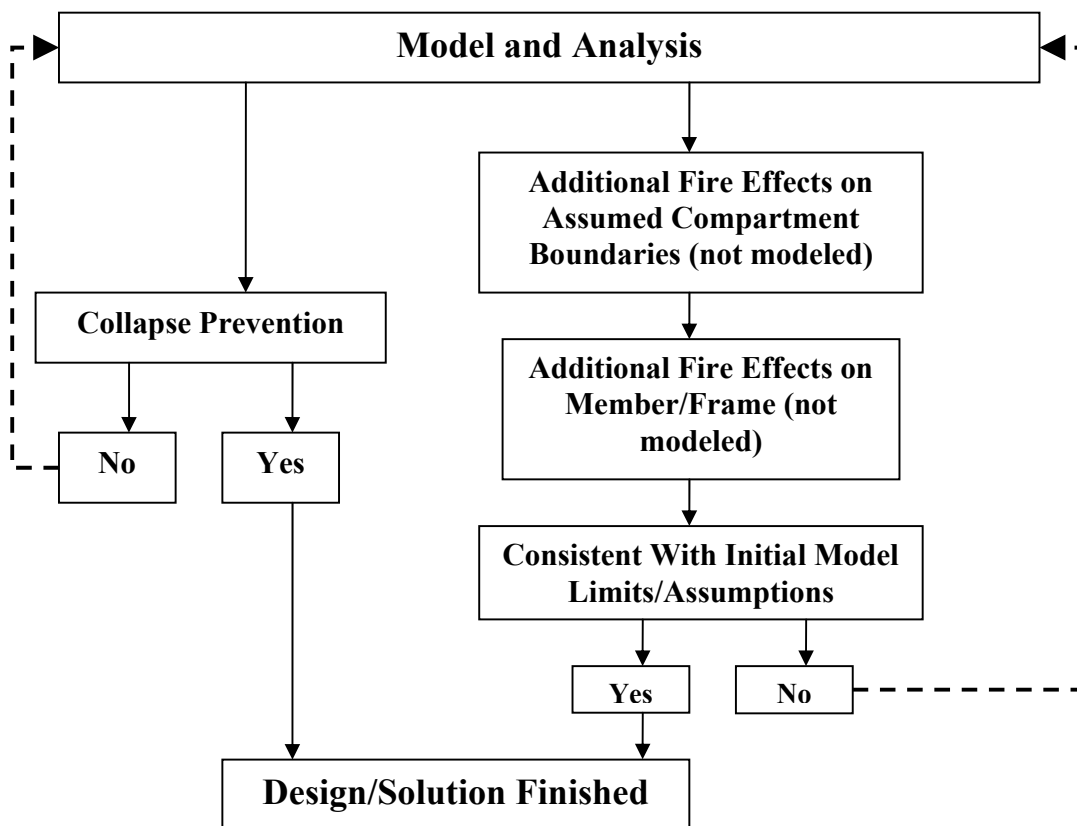 Model and Analysis
Additional Fire Effects on
Assumed Compartment
Boundaries (not modeled)
Collapse Prevention
Additional Fire Effects on
Member/Frame (not
modeled)
No
Yes
Consistent With Initial Model
Limits/Assumptions
Yes
No
Design/Solution Finished